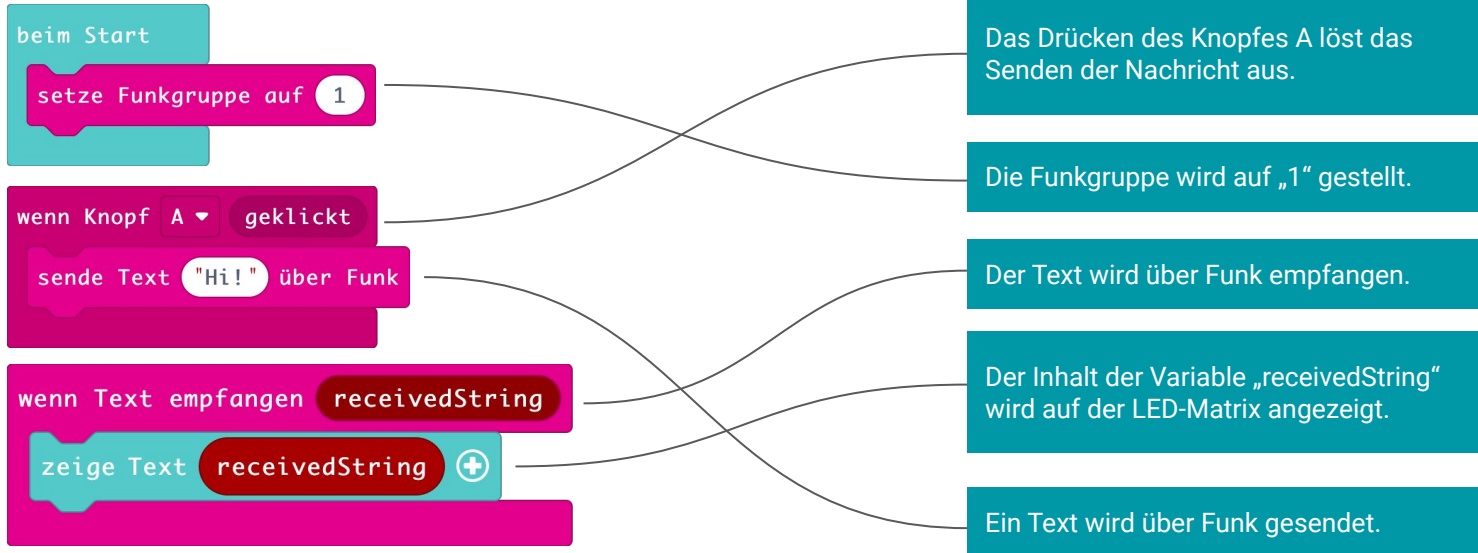 beim Start
setze Funkgruppe auf 1
wenn Knopf A geklickt
sende Text "Hi!" über Funk
wenn Text empfangen receivedString
zeige Text receivedString
Das Drücken des Knopfes A löst das
Senden der Nachricht aus.
Die Funkgruppe wird auf „1“ gestellt.
Der Text wird über Funk empfangen.
Der Inhalt der Variable „receivedString“
wird auf der LED-Matrix angezeigt.
Ein Text wird über Funk gesendet.